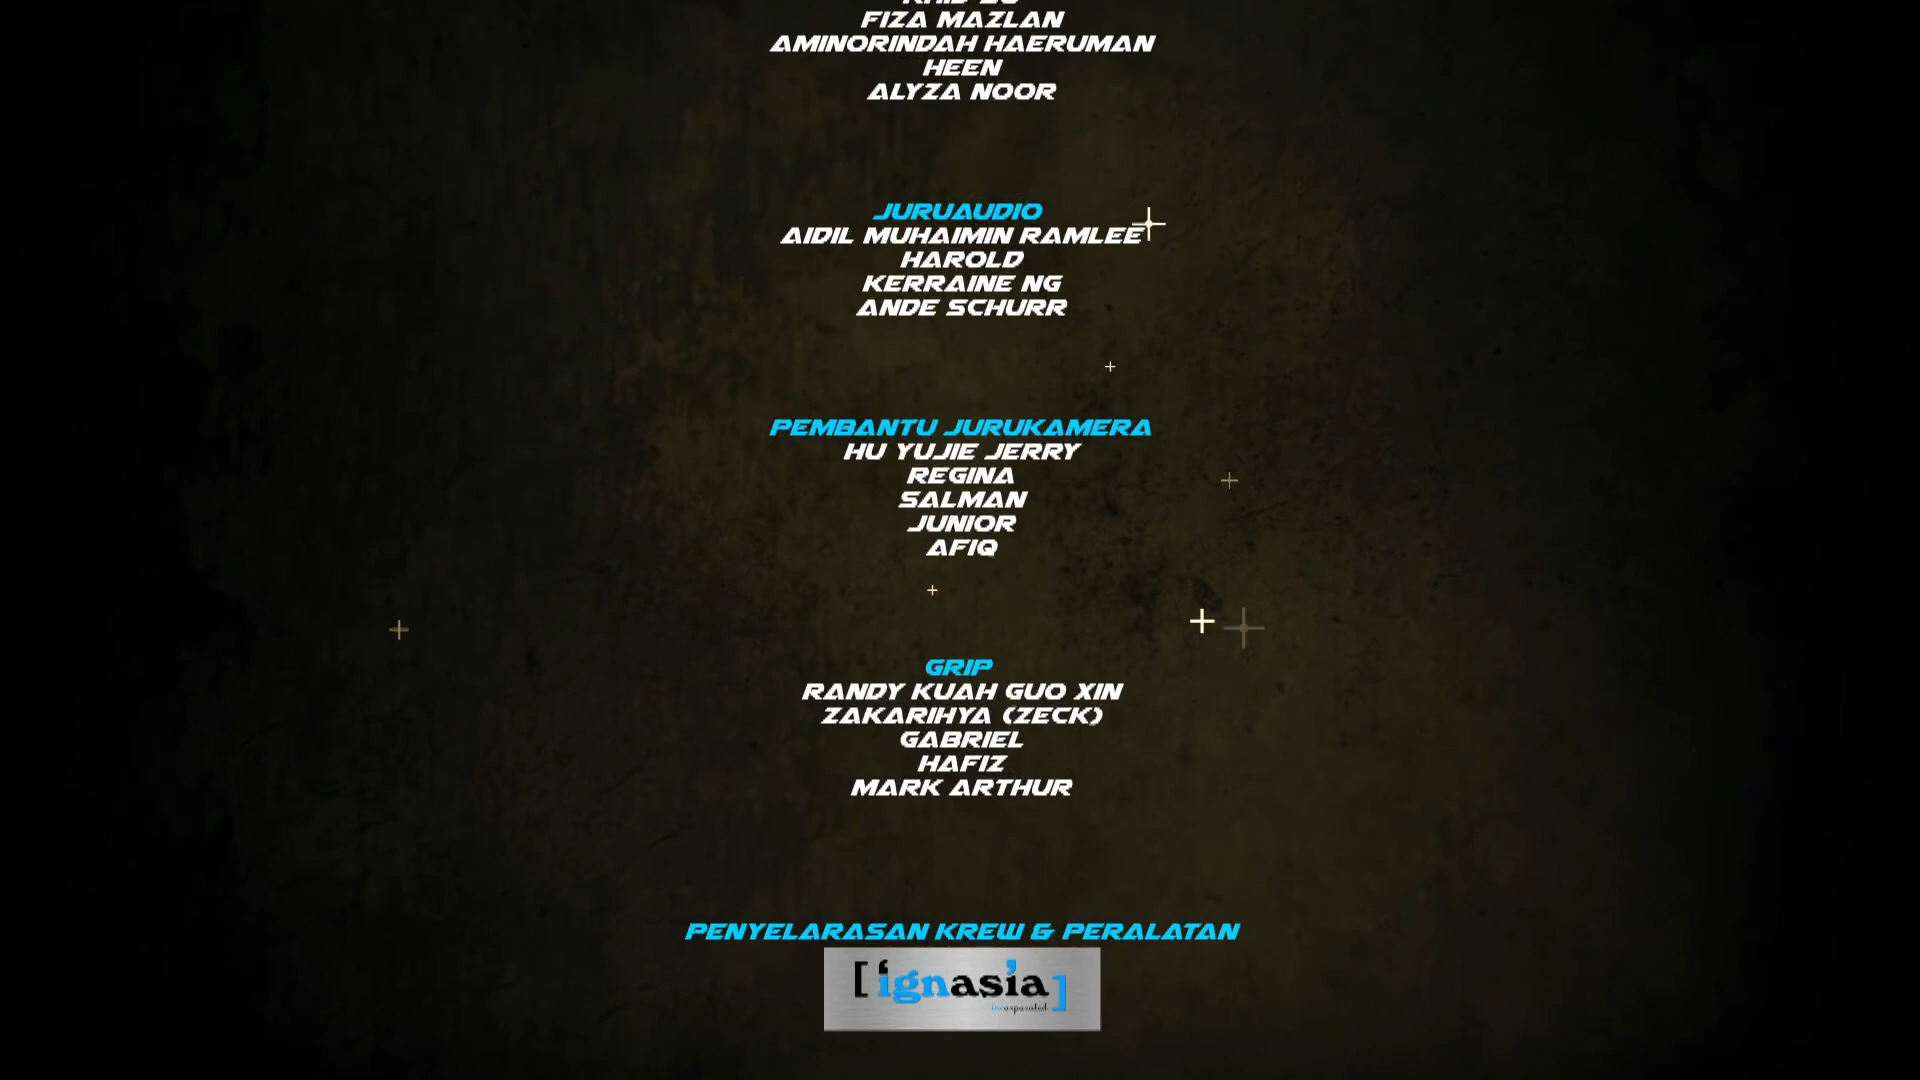 FIZA MAZLAN
AMINORINDAH HAERUMAN
HEEN
ALYZA NOOR
JURUAUDIO
AIDIL MUHAIMIN RAMLEE
HAROLD
KERRAINE NG
ANDE SCHURR
PEMBANTU JURUKAMERA
HU YUJIE JERRY
REGINA
SALMAN
JUNIOR
AFIQ
GRIP
RANDY KUAH GUO XIN
ZAKARIHYA (ZECK)
GABRIEL
HAFIZ
MARK ARTHUR
PENYELARASAN KREW & PERALATAN
['ignasia]
incorporated